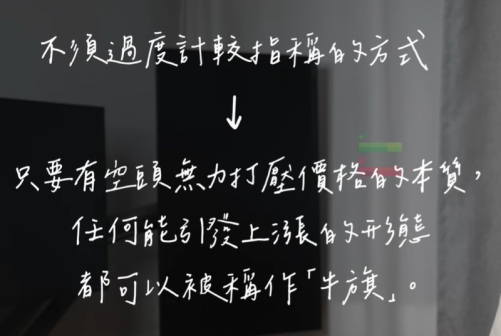 不須過度計較指稱的方式
↓
只要有空頭無力打壓價格的本質，
任何能引發上漲的形態
都可以被稱作「牛旗」。